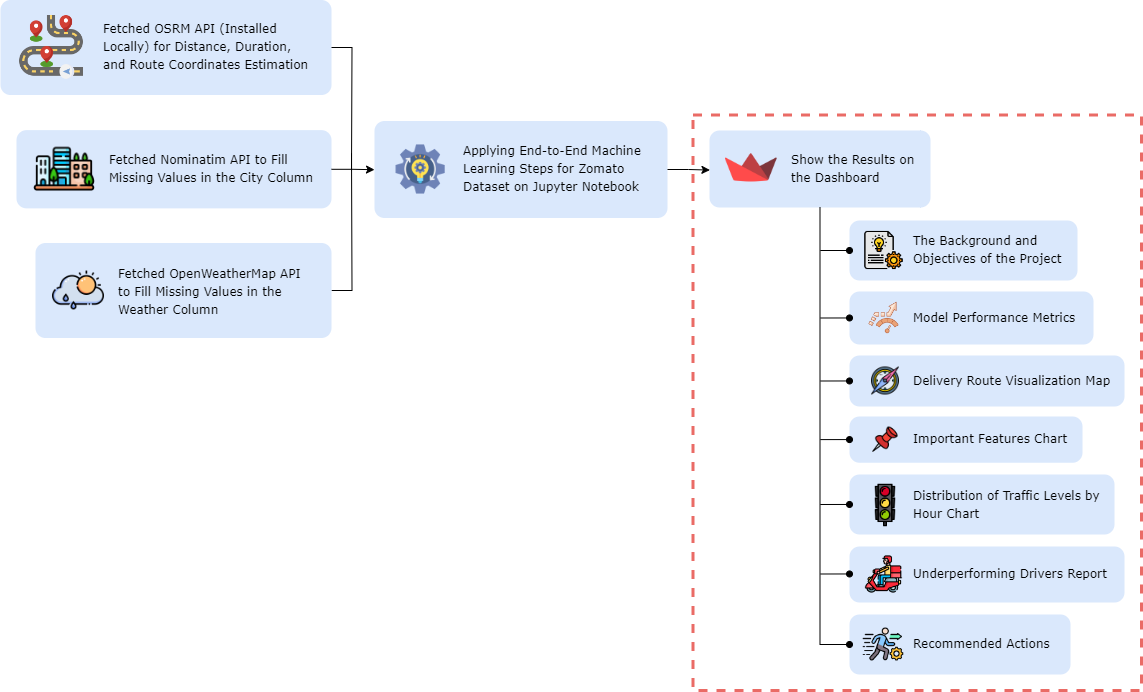 Fetched OSRM API (Installed
Locally) for Distance, Duration,
and Route Coordinates Estimation
Fetched Nominatim API to Fill
Missing Values in the City Column
Fetched OpenWeatherMap API
to Fill Missing Values in the
Weather Column
Applying End-to-End Machine
Learning Steps for Zomato
Dataset on Jupyter Notebook
Show the Results on
the Dashboard
The Background and
Objectives of the Project
Model Performance Metrics
Delivery Route Visualization Map
Important Features Chart
Distribution of Traffic Levels by
Hour Chart
Underperforming Drivers Report
Recommended Actions